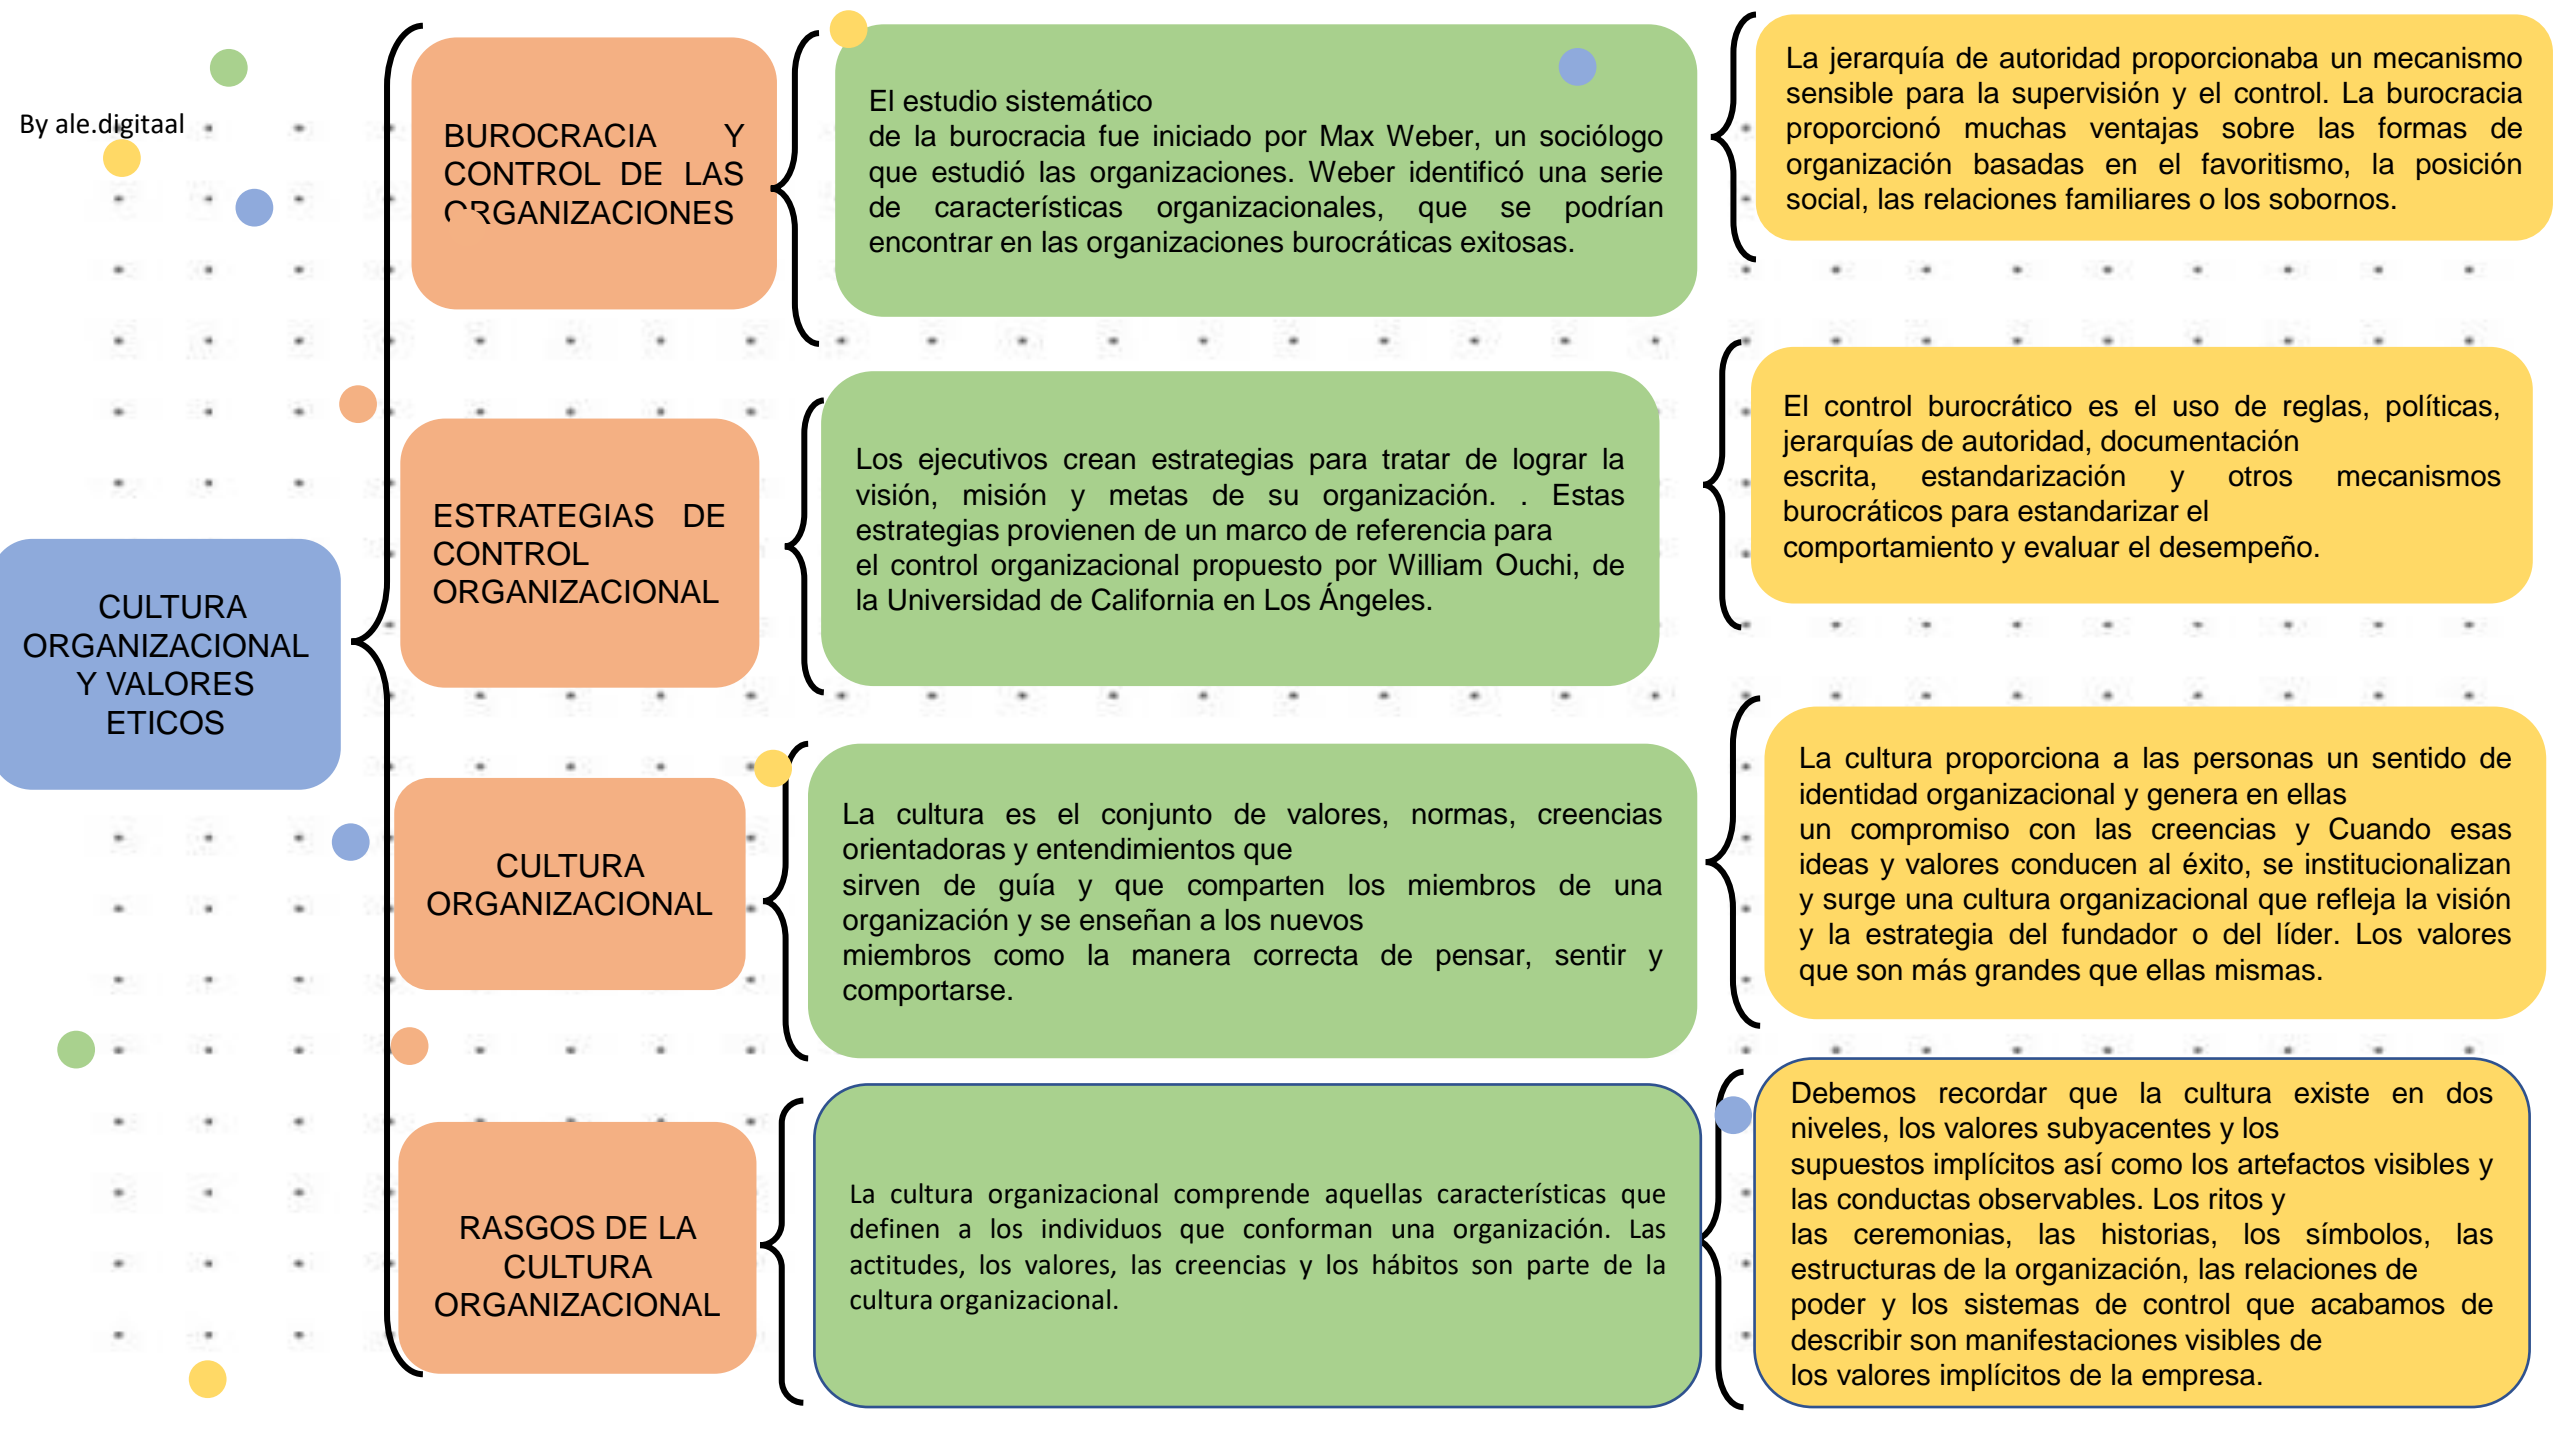 By ale.digitaal
CULTURA
ORGANIZACIONAL
Y VALORES
ETICOS
BUROCRACIA Y
CONTROL DE LAS
ORGANIZACIONES
El estudio sistemático
de la burocracia fue iniciado por Max Weber, un sociólogo
que estudió las organizaciones. Weber identificó una serie
de características organizacionales, que se podrían
encontrar en las organizaciones burocráticas exitosas.
La jerarquía de autoridad proporcionaba un mecanismo
sensible para la supervisión y el control. La burocracia
proporcionó muchas ventajas sobre las formas de
organización basadas en el favoritismo, la posición
social, las relaciones familiares o los sobornos.
ESTRATEGIAS DE
CONTROL
ORGANIZACIONAL
Los ejecutivos crean estrategias para tratar de lograr la
visión, misión y metas de su organización. . Estas
estrategias provienen de un marco de referencia para
el control organizacional propuesto por William Ouchi, de
la Universidad de California en Los Ángeles.
El control burocrático es el uso de reglas, políticas,
jerarquías de autoridad, documentación
escrita, estandarización y otros mecanismos
burocráticos para estandarizar el
comportamiento y evaluar el desempeño.
CULTURA
ORGANIZACIONAL
La cultura es el conjunto de valores, normas, creencias
orientadoras y entendimientos que
sirven de guía y que comparten los miembros de una
organización y se enseñan a los nuevos
miembros como la manera correcta de pensar, sentir y
comportarse.
La cultura proporciona a las personas un sentido de
identidad organizacional y genera en ellas
un compromiso con las creencias y Cuando esas
ideas y valores conducen al éxito, se institucionalizan
y surge una cultura organizacional que refleja la visión
y la estrategia del fundador o del líder. Los valores
que son más grandes que ellas mismas.
RASGOS DE LA
CULTURA
ORGANIZACIONAL
La cultura organizacional comprende aquellas características que
definen a los individuos que conforman una organización. Las
actitudes, los valores, las creencias y los hábitos son parte de la
cultura organizacional.
Debemos recordar que la cultura existe en dos
niveles, los valores subyacentes y los
supuestos implícitos así como los artefactos visibles y
las conductas observables. Los ritos y
las ceremonias, las historias, los símbolos, las
estructuras de la organización, las relaciones de
poder y los sistemas de control que acabamos de
describir son manifestaciones visibles de
los valores implícitos de la empresa.